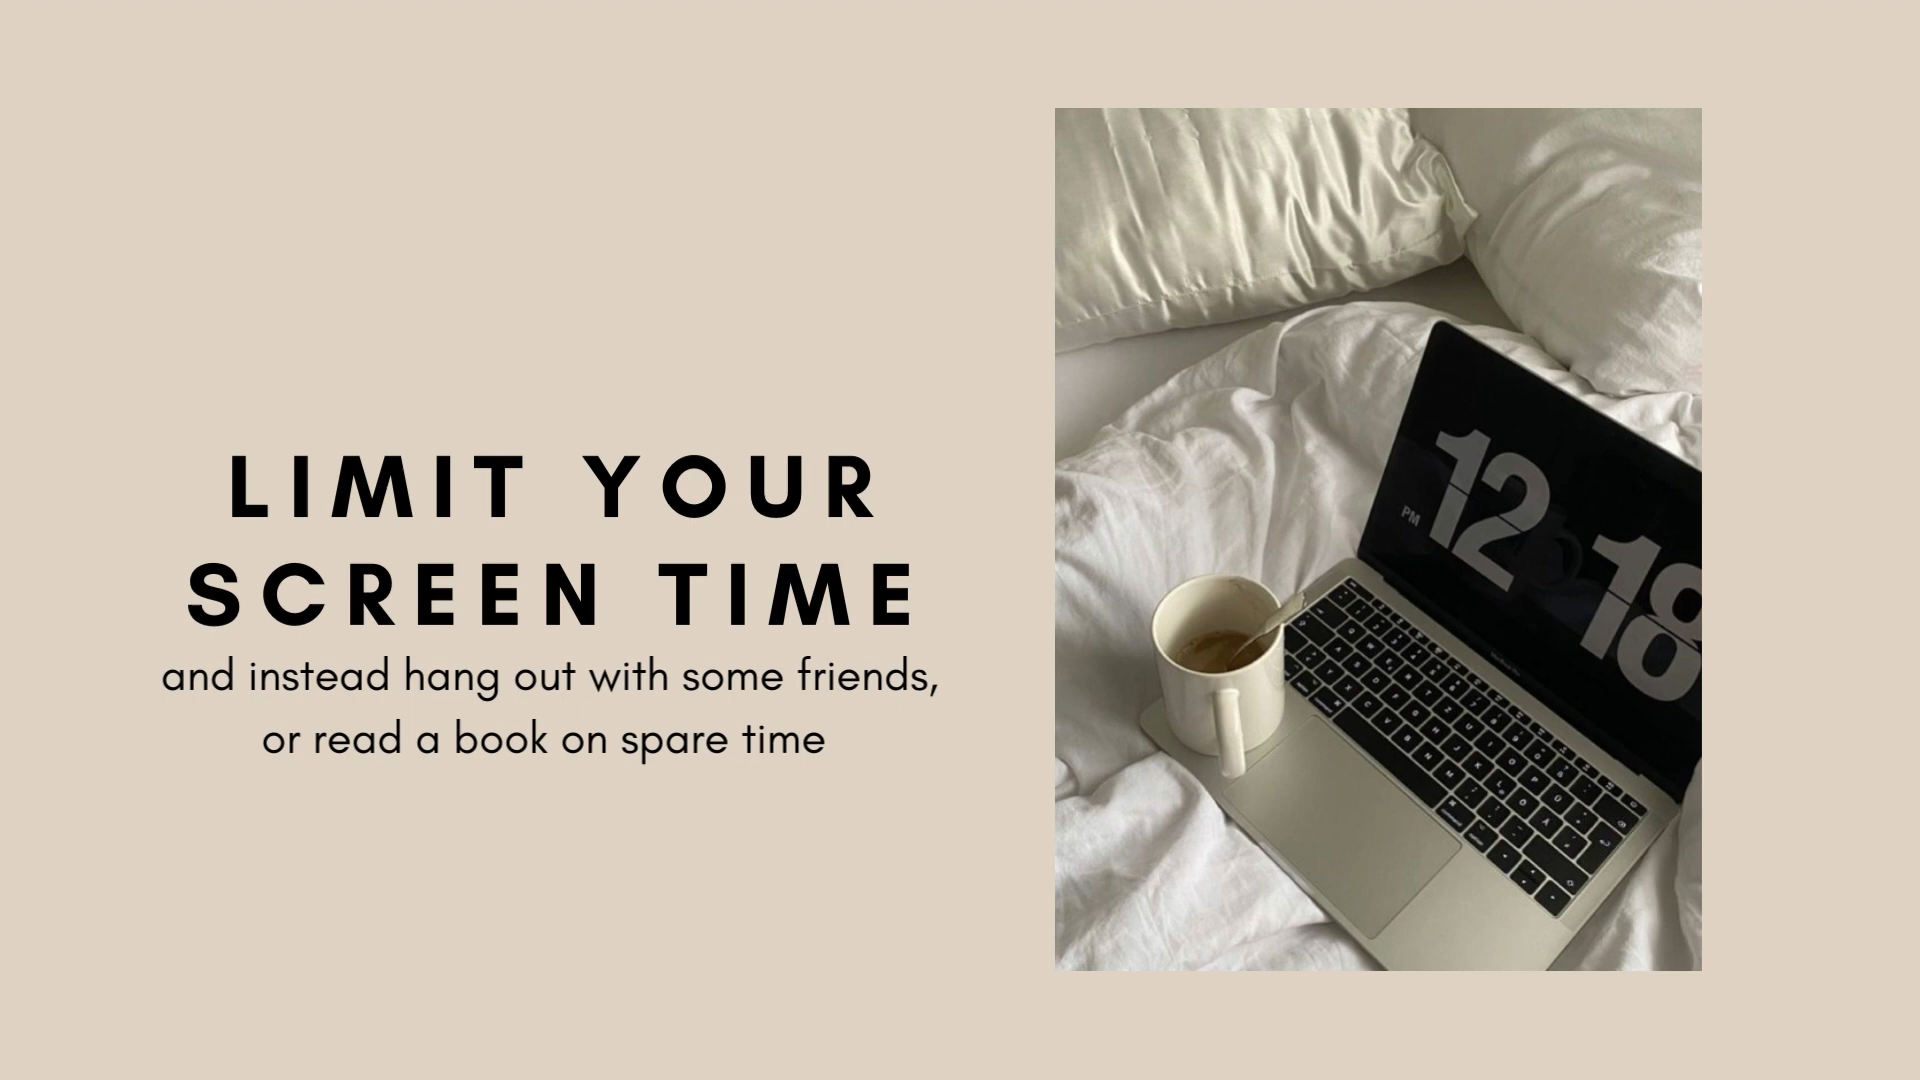 LIMIT YOUR
SCREEN TIME
and instead hang out with some friends,
or read a book on spare time
PM
12
18